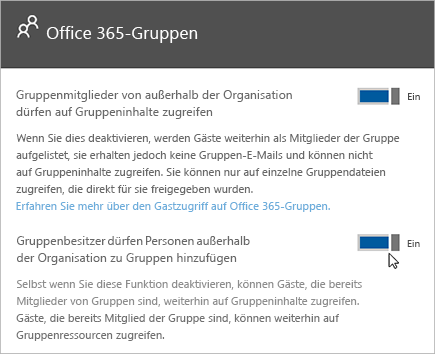 Office 365-Gruppen
Gruppenmitglieder von außerhalb der Organisation
dürfen auf Gruppeninhalte zugreifen
Ein
Wenn Sie dies deaktivieren, werden Gäste weiterhin als Mitglieder der Gruppe
aufgelistet, sie erhalten jedoch keine Gruppen-E-Mails und können nicht
auf Gruppeninhalte zugreifen. Sie können nur auf einzelne Gruppendateien
zugreifen, die direkt für sie freigegeben wurden.
Erfahren Sie mehr über den Gastzugriff auf Office 365-Gruppen.
Gruppenbesitzer dürfen Personen außerhalb
der Organisation zu Gruppen hinzufügen
Ein
Selbst wenn Sie diese Funktion deaktivieren, können Gäste, die bereits
Mitglieder von Gruppen sind, weiterhin auf Gruppeninhalte zugreifen.
Gäste, die bereits Mitglied der Gruppe sind, können weiterhin auf
Gruppenressourcen zugreifen.